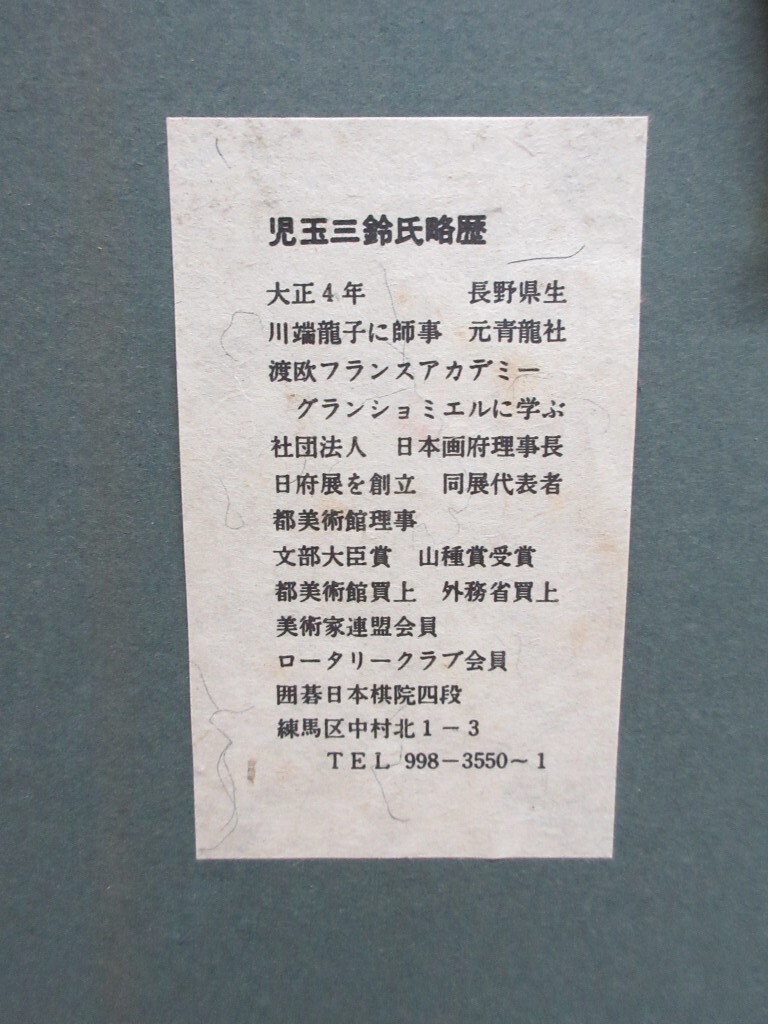 児玉三鈴氏略歴
大正4年　長野県生
川端龍子に師事　元青龍社
渡欧フランスアカデミー
グランショミエルに学ぶ
社団法人　日本画府理事長
日府展を創立　同展代表者
都美術館理事
文部大臣賞　山種賞受賞
都美術館買上　外務省買上
美術家連盟会員
ロータリークラブ会員
囲碁日本棋院四段
練馬区中村北1－3
TEL 998－3550～1